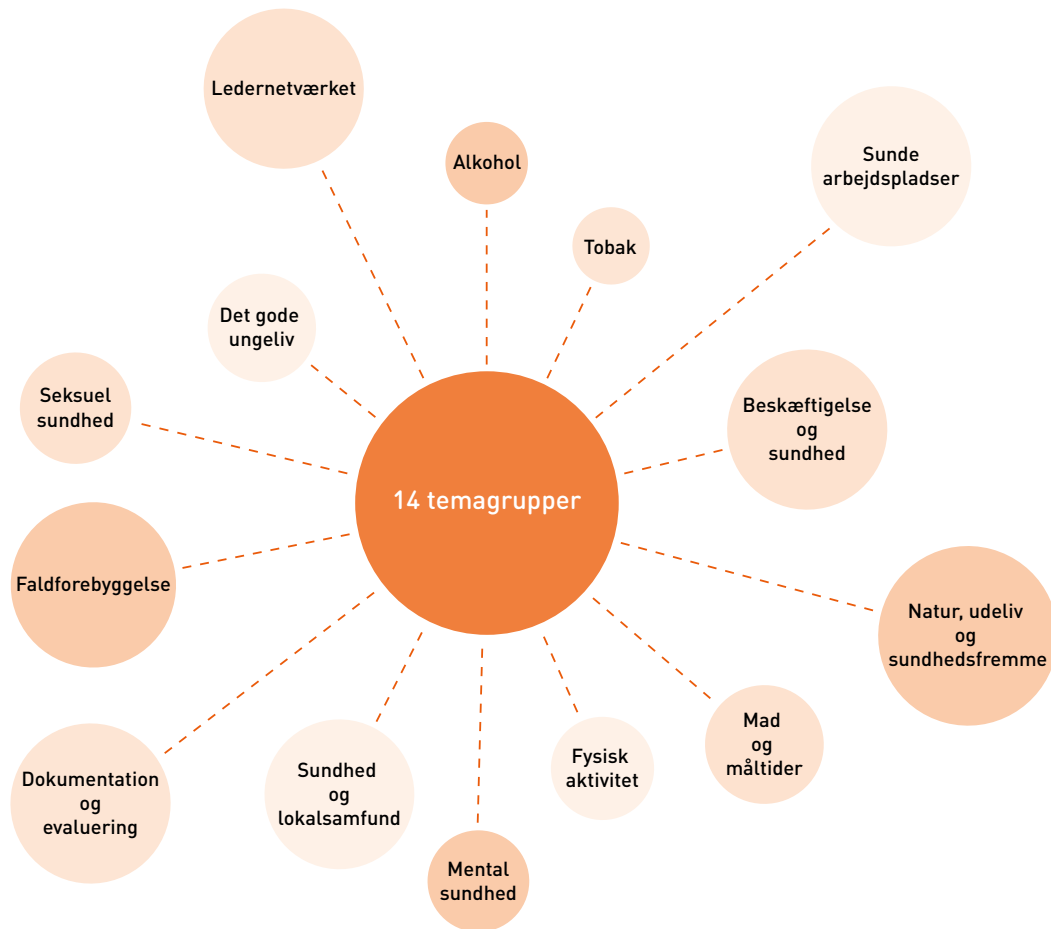 Ledernetværket
Alkohol
Sunde
arbejdspladser
Tobak
Det gode
ungeliv
Seksuel
sundhed
Beskæftigelse
og
sundhed
14 temagrupper
Faldforebyggelse
Natur, udeliv
og
sundhedsfremme
Mad
og
måltider
Fysisk
aktivitet
Sundhed
og
lokalsamfund
Dokumentation
og
evaluering
Mental
sundhed